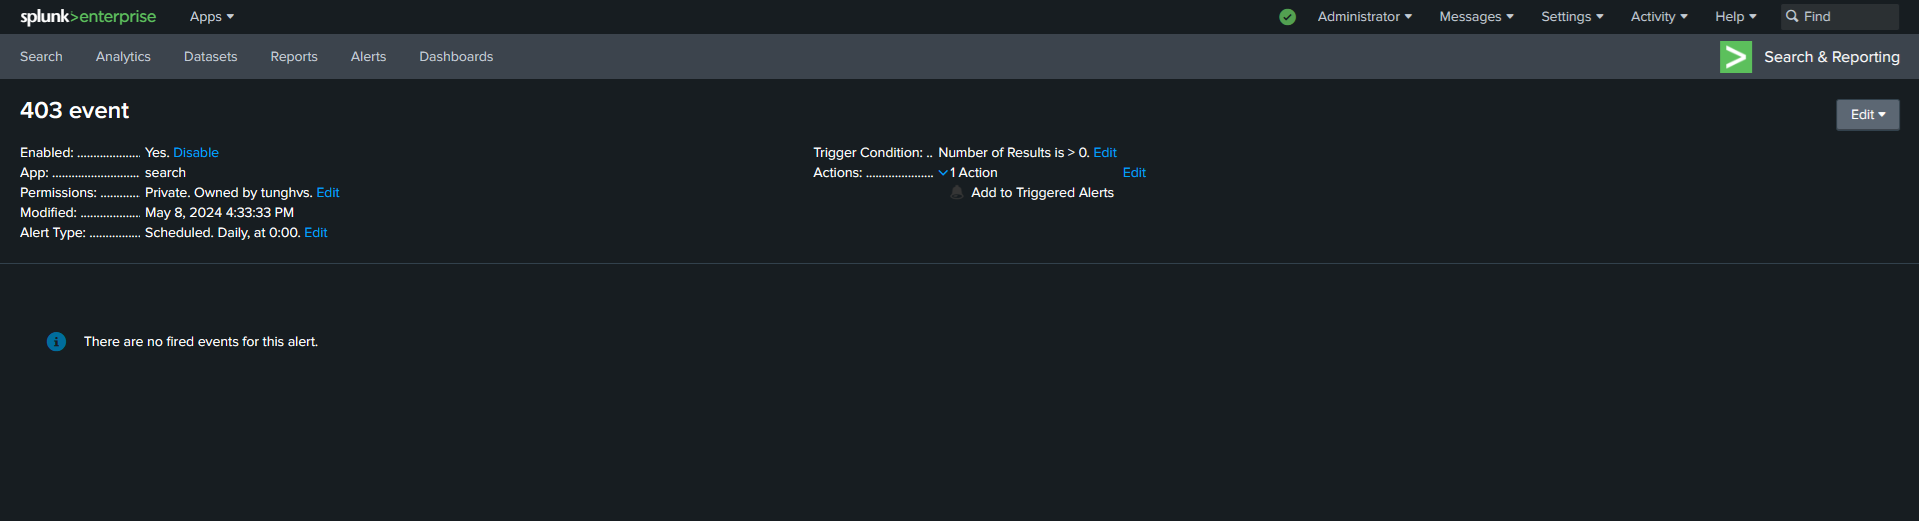 splunk>enterprise Apps Administrator Messages Settings Activity Help Find
Search Analytics Datasets Reports Alerts Dashboards Search & Reporting
403 event
Edit
Enabled: ................... Yes. Disable
App: ........................... search
Permissions: ............ Private. Owned by tunghvs. Edit
Modified: .................. May 8, 2024 4:33:33 PM
Alert Type: ................ Scheduled. Daily, at 0:00. Edit
Trigger Condition: .. Number of Results is > 0. Edit
Actions: ..................... 1 Action Edit
Add to Triggered Alerts
There are no fired events for this alert.